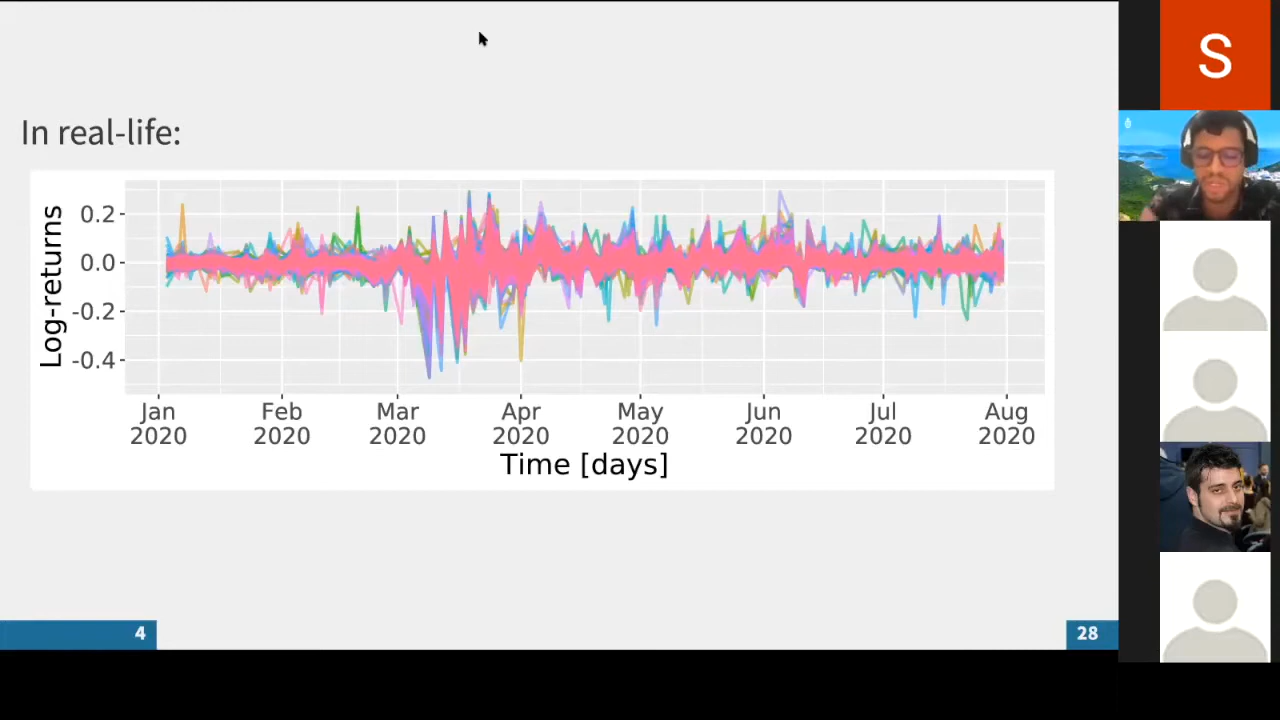 In real-life:
Log-returns
0.2
0.0
-0.2
-0.4
Jan Feb Mar Apr May Jun Jul Aug
2020 2020 2020 2020 2020 2020 2020 2020
Time [days]
4
28
S